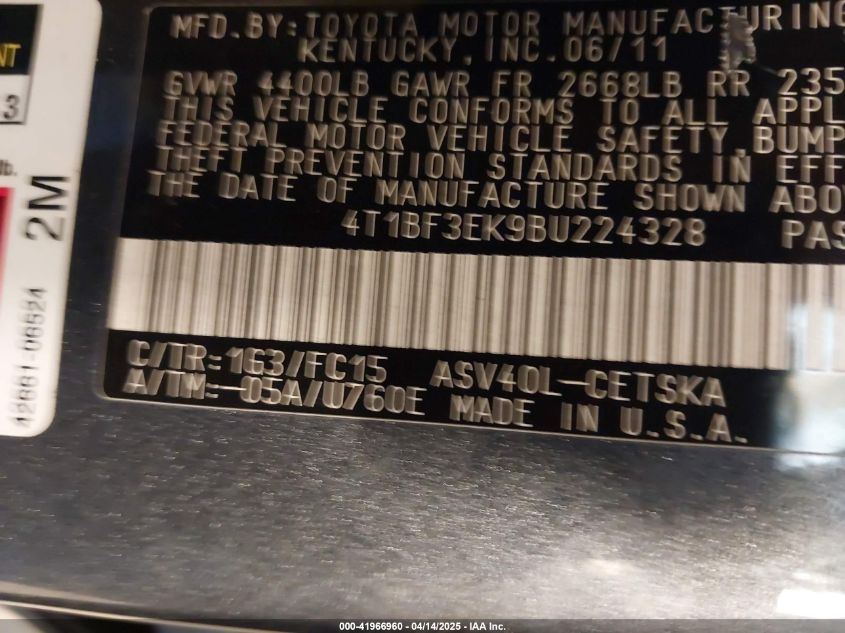 MFD.BY:TOYOTA MOTOR MANUFACTURING
KENTUCKY,INC.06/11
GVWR 4400LB GAWR FR 2668LB RR 235
THIS VEHICLE CONFORMS TO ALL APPL
FEDERAL MOTOR VEHICLE SAFETY,BUMP
THEFT PREVENTION STANDARDS IN EFF
THE DATE OF MANUFACTURE SHOWN ABO
4T1BF3EK9BU224328 PAS
C/TR:1G3/FC15 ASV40L-CETSKA
A/TM:-05A/U760E MADE IN U.S.A.
NT
3
lb.
2M
42661-06524
000-41966960 - 04/14/2025 - IAA Inc.